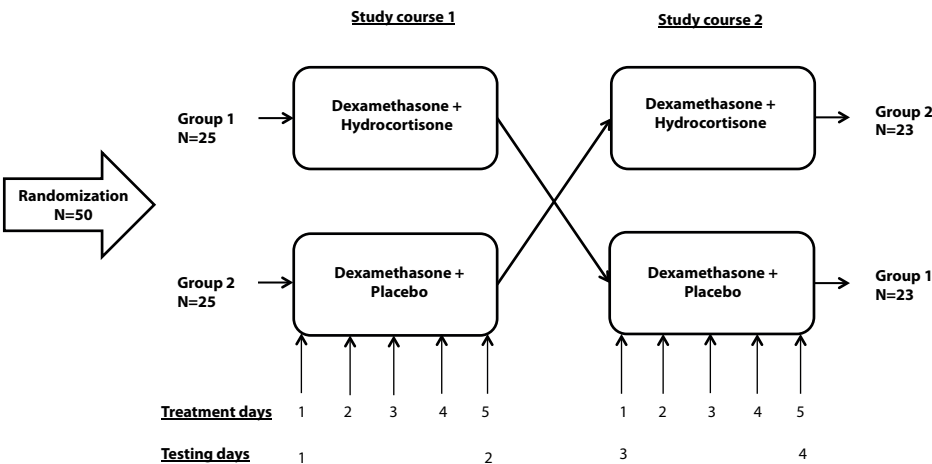 Study course 1
Study course 2
Dexamethasone +
Hydrocortisone
Dexamethasone +
Hydrocortisone
Group 1
N=25
Group 2
N=23
Randomization
N=50
Group 2
N=25
Dexamethasone +
Placebo
Dexamethasone +
Placebo
Group 1
N=23
Treatment days 1 2 3 4 5 1 2 3 4 5
Testing days 1 2 3 4